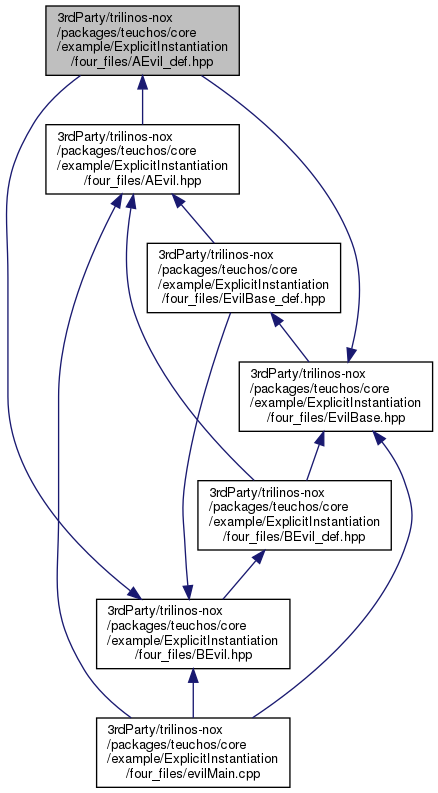 3rdParty/trilinos-nox
/packages/teuchos/core
/example/ExplicitInstantiation
/four_files/AEvil_def.hpp
3rdParty/trilinos-nox
/packages/teuchos/core
/example/ExplicitInstantiation
/four_files/AEvil.hpp
3rdParty/trilinos-nox
/packages/teuchos/core
/example/ExplicitInstantiation
/four_files/EvilBase_def.hpp
3rdParty/trilinos-nox
/packages/teuchos/core
/example/ExplicitInstantiation
/four_files/EvilBase.hpp
3rdParty/trilinos-nox
/packages/teuchos/core
/example/ExplicitInstantiation
/four_files/BEvil_def.hpp
3rdParty/trilinos-nox
/packages/teuchos/core
/example/ExplicitInstantiation
/four_files/BEvil.hpp
3rdParty/trilinos-nox
/packages/teuchos/core
/example/ExplicitInstantiation
/four_files/evilMain.cpp